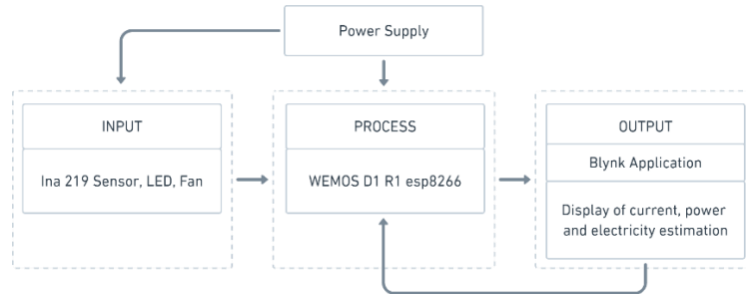 Power Supply
INPUT
Ina 219 Sensor, LED, Fan
PROCESS
WEMOS D1 R1 esp8266
OUTPUT
Blynk Application
Display of current, power
and electricity estimation